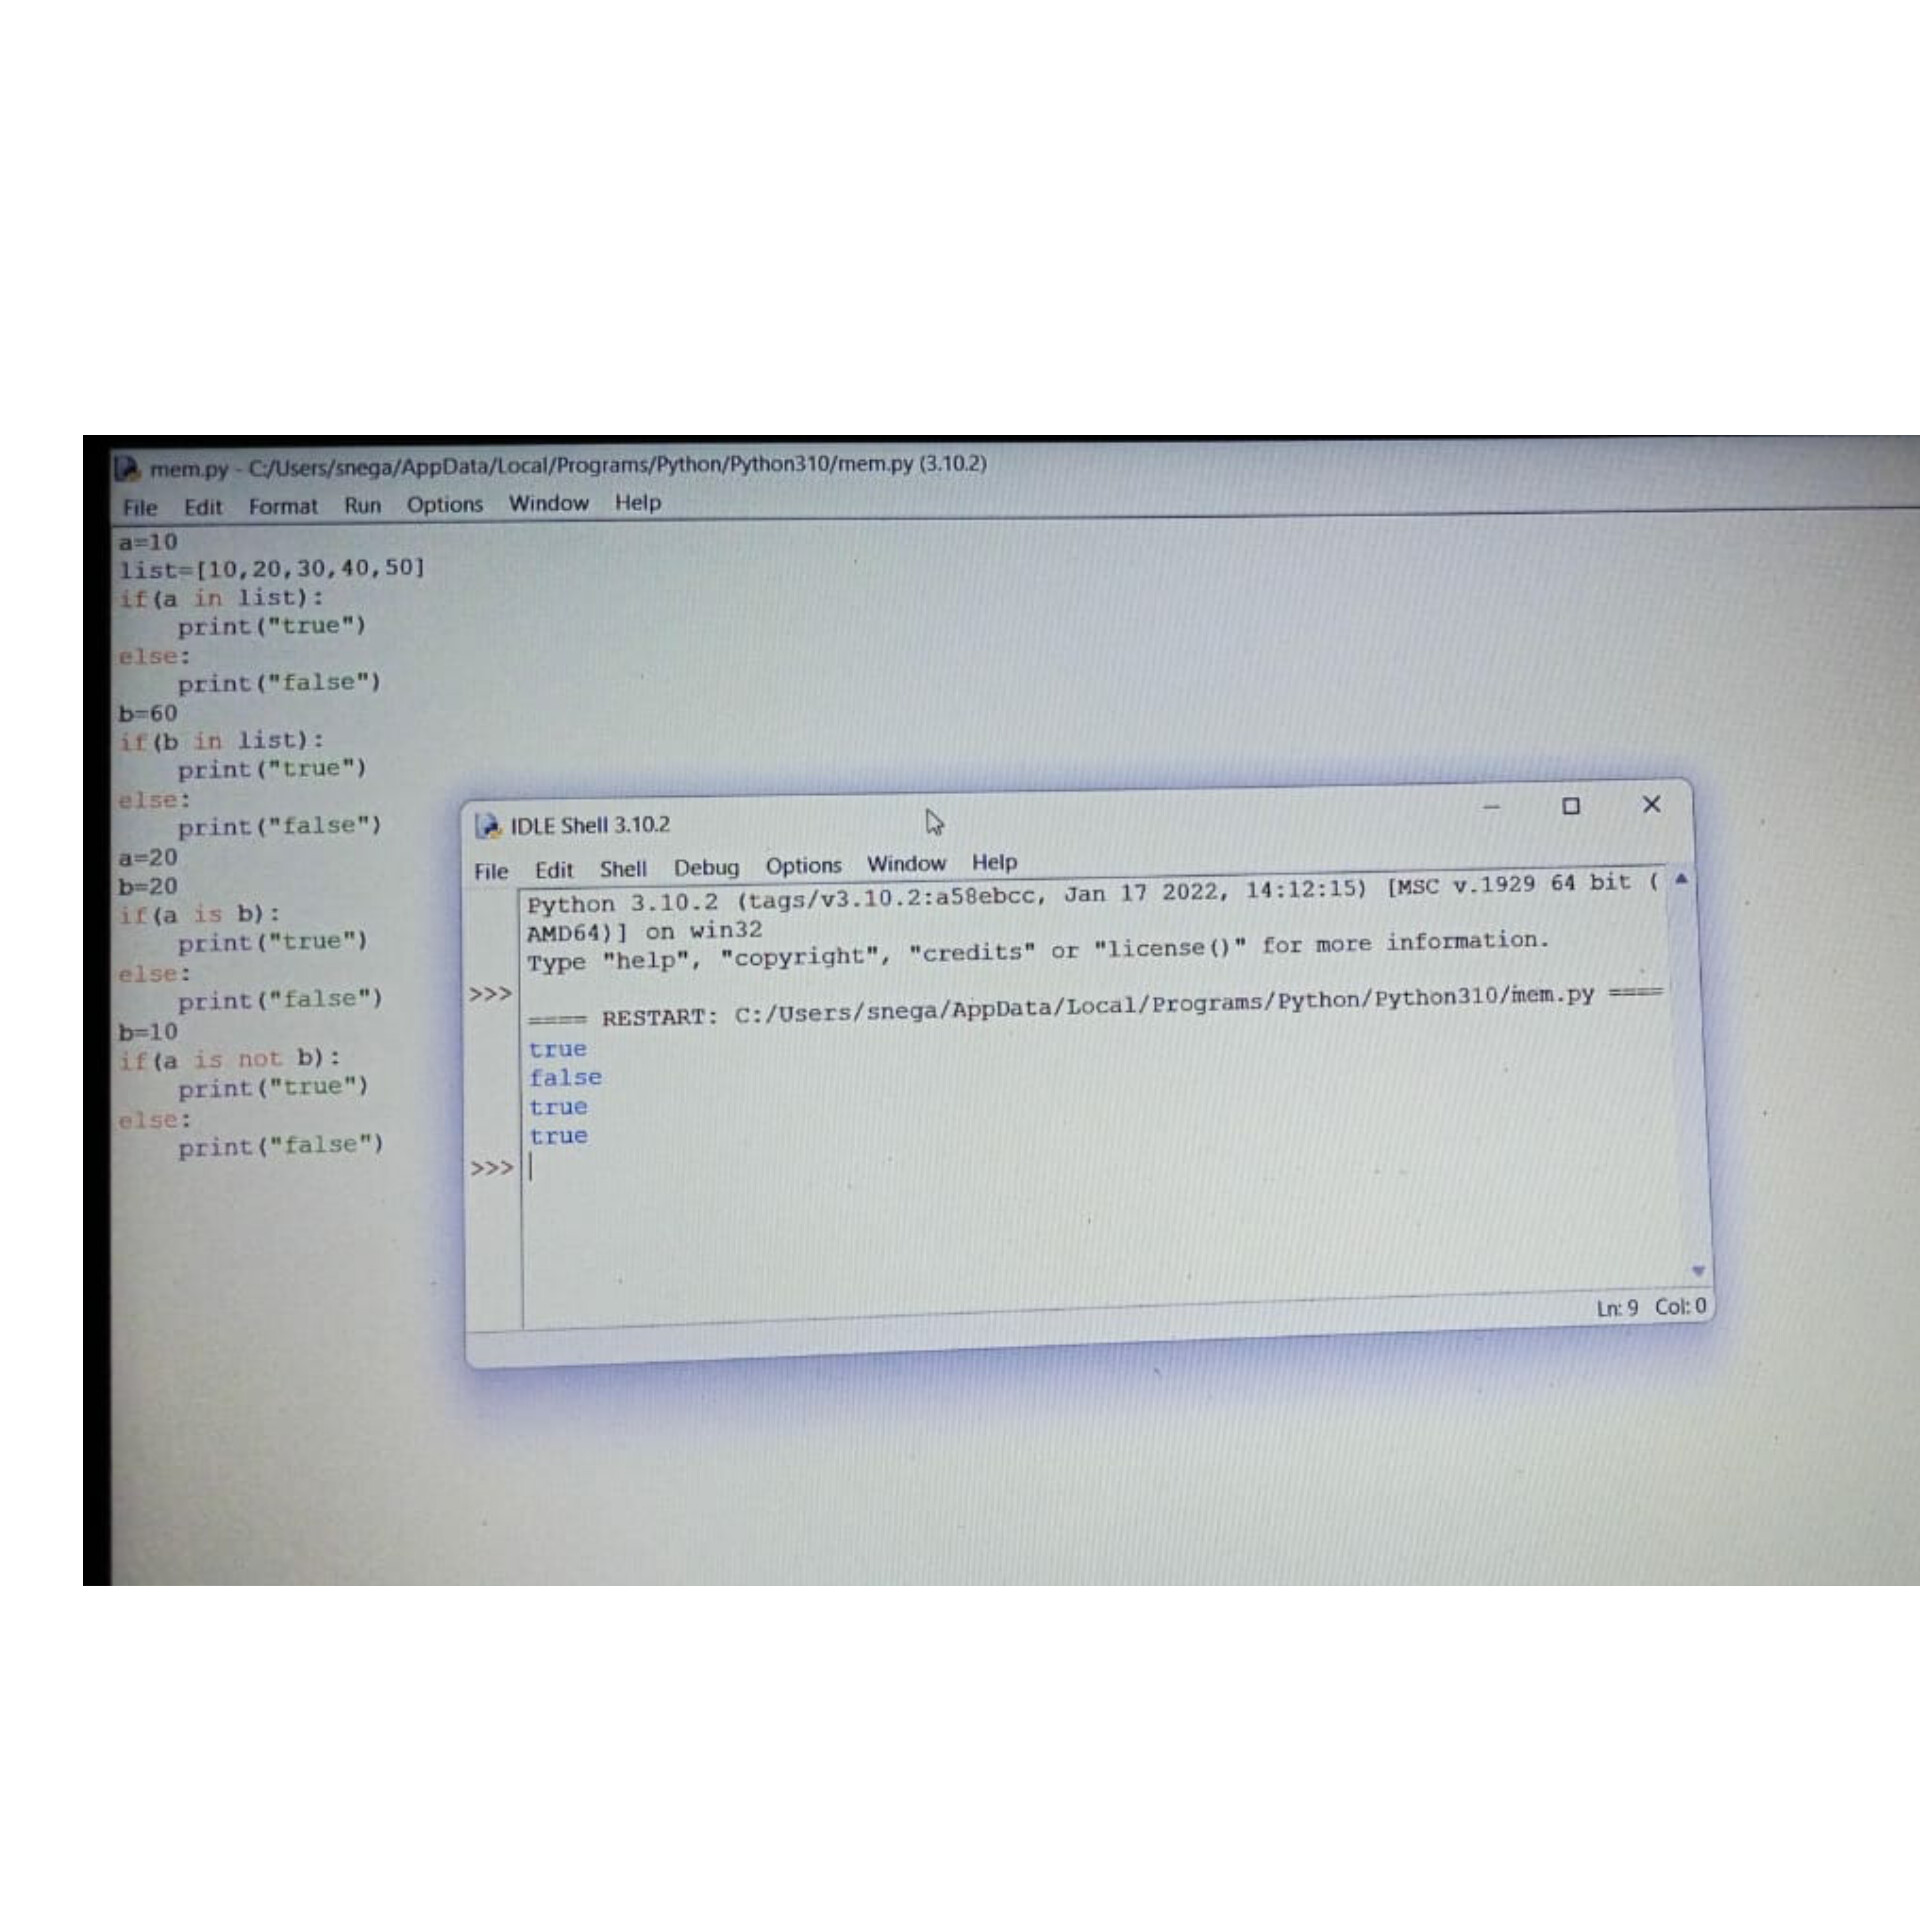 mem.py - C:/Users/snega/AppData/Local/Programs/Python/Python310/mem.py (3.10.2)
File Edit Format Run Options Window Help
a=10
list=[10,20,30,40,50]
if(a in list):
    print("true")
else:
    print("false")
b=60
if(b in list):
    print("true")
else:
    print("false")
a=20
b=20
if(a is b):
    print("true")
else:
    print("false")
b=10
if(a is not b):
    print("true")
else:
    print("false")
IDLE Shell 3.10.2
File Edit Shell Debug Options Window Help
Python 3.10.2 (tags/v3.10.2:a58ebcc, Jan 17 2022, 14:12:15) [MSC v.1929 64 bit (
AMD64)] on win32
Type "help", "copyright", "credits" or "license()" for more information.
>>>
==== RESTART: C:/Users/snega/AppData/Local/Programs/Python/Python310/mem.py ====
true
false
true
true
>>>
Ln: 9 Col: 0